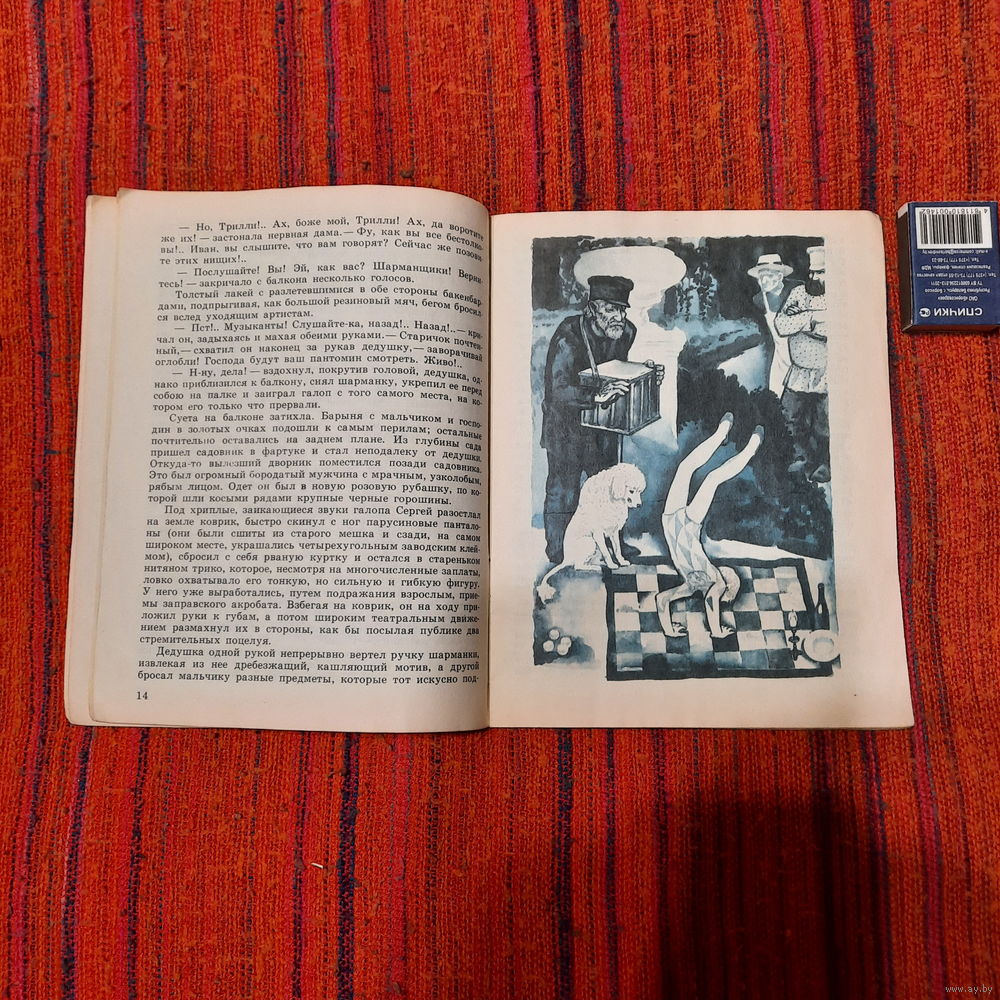 — Но, Трилли!.. Ах, боже мой, Трилли! Ах, да воротите
же их! — застонала нервная дама.— Фу, как вы все бестолко-
вы!.. Иван, вы слышите, что вам говорят? Сейчас же позови-
те этих нищих!..
— Послушайте! Вы! Эй, как вас? Шарманщики! Верни-
тесь! — закричало с балкона несколько голосов.
Толстый лакей с разлетевшимися в обе стороны бакенбар-
дами, подпрыгивая, как большой резиновый мяч, бегом бросил-
ся вслед уходящим артистам.
— Пст!.. Музыканты! Слушайте-ка, назад!.. Назад!.. — кри-
чал он, задыхаясь и махая обеими руками.— Старичок почтен-
ный,— схватил он наконец за рукав дедушку,— заворачивай
оглобли! Господа будут ваш пантомин смотреть. Живо!..
— Н-ну, дела! — вздохнул, покрутив головой, дедушка, од-
нако приблизился к балкону, снял шарманку, укрепил ее перед
собою на палке и заиграл галоп с того самого места, на ко-
тором его только что прервали.
Суета на балконе затихла. Барыня с мальчиком и госпо-
дин в золотых очках подошли к самым перилам; остальные
почтительно оставались на заднем плане. Из глубины сада
пришел садовник в фартуке и стал неподалеку от дедушки.
Откуда-то вылезший дворник поместился позади садовника.
Это был огромный бородатый мужчина с мрачным, узколобым,
рябым лицом. Одет он был в новую розовую рубашку, по ко-
торой шли косыми рядами крупные черные горошины.
Под хриплые, заикающиеся звуки галопа Сергей разостлал
на земле коврик, быстро скинул с ног парусиновые пантало-
ны (они были сшиты из старого мешка и сзади, на самом
широком месте, украшались четырехугольным заводским клей-
мом), сбросил с себя рваную куртку и остался в стареньком
нитяном трико, которое, несмотря на многочисленные заплаты,
ловко охватывало его тонкую, но сильную и гибкую фигуру.
У него уже выработались, путем подражания взрослым, прие-
мы заправского акробата. Взбегая на коврик, он на ходу при-
ложил руки к губам, а потом широким театральным движе-
нием размахнул их в стороны, как бы посылая публике два
стремительных поцелуя.
Дедушка одной рукой непрерывно вертел ручку шарманки,
извлекая из нее дребезжащий, кашляющий мотив, а другой
бросал мальчику разные предметы, которые тот искусно под-
14
СПИЧКИ
ОАО «Борисовдрев»
Республика Беларусь, г. Борисов
4811810001462
www.ay.by